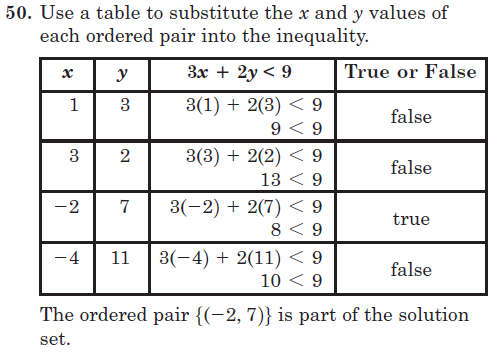 50. Use a table to substitute the x and y values of
each ordered pair into the inequality.
x y 3x + 2y < 9 True or False
1 3 3(1) + 2(3) < 9
9 < 9 false
3 2 3(3) + 2(2) < 9
13 < 9 false
−2 7 3(−2) + 2(7) < 9
8 < 9 true
−4 11 3(−4) + 2(11) < 9
10 < 9 false
The ordered pair {(−2, 7)} is part of the solution
set.